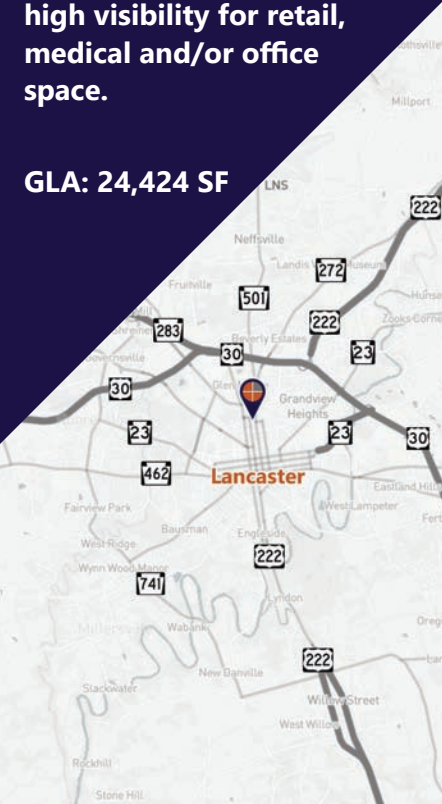 high visibility for retail,
medical and/or office
space.
GLA: 24,424 SF
Millport
LNS
222
Neffsville
272
Fruitville
501
222
283
Beverly Estates
23
30
30
Grandview
Heights
23
23
30
462
Lancaster
Eastland Hills
Fairview Park
West Lampeter
Bausman
Engleside
West Ridge
222
Wynn Wood Manor
741
Lyndon
222
New Danville
Slackwater
Willow Street
West Willow
Rockhill
Stone Hill